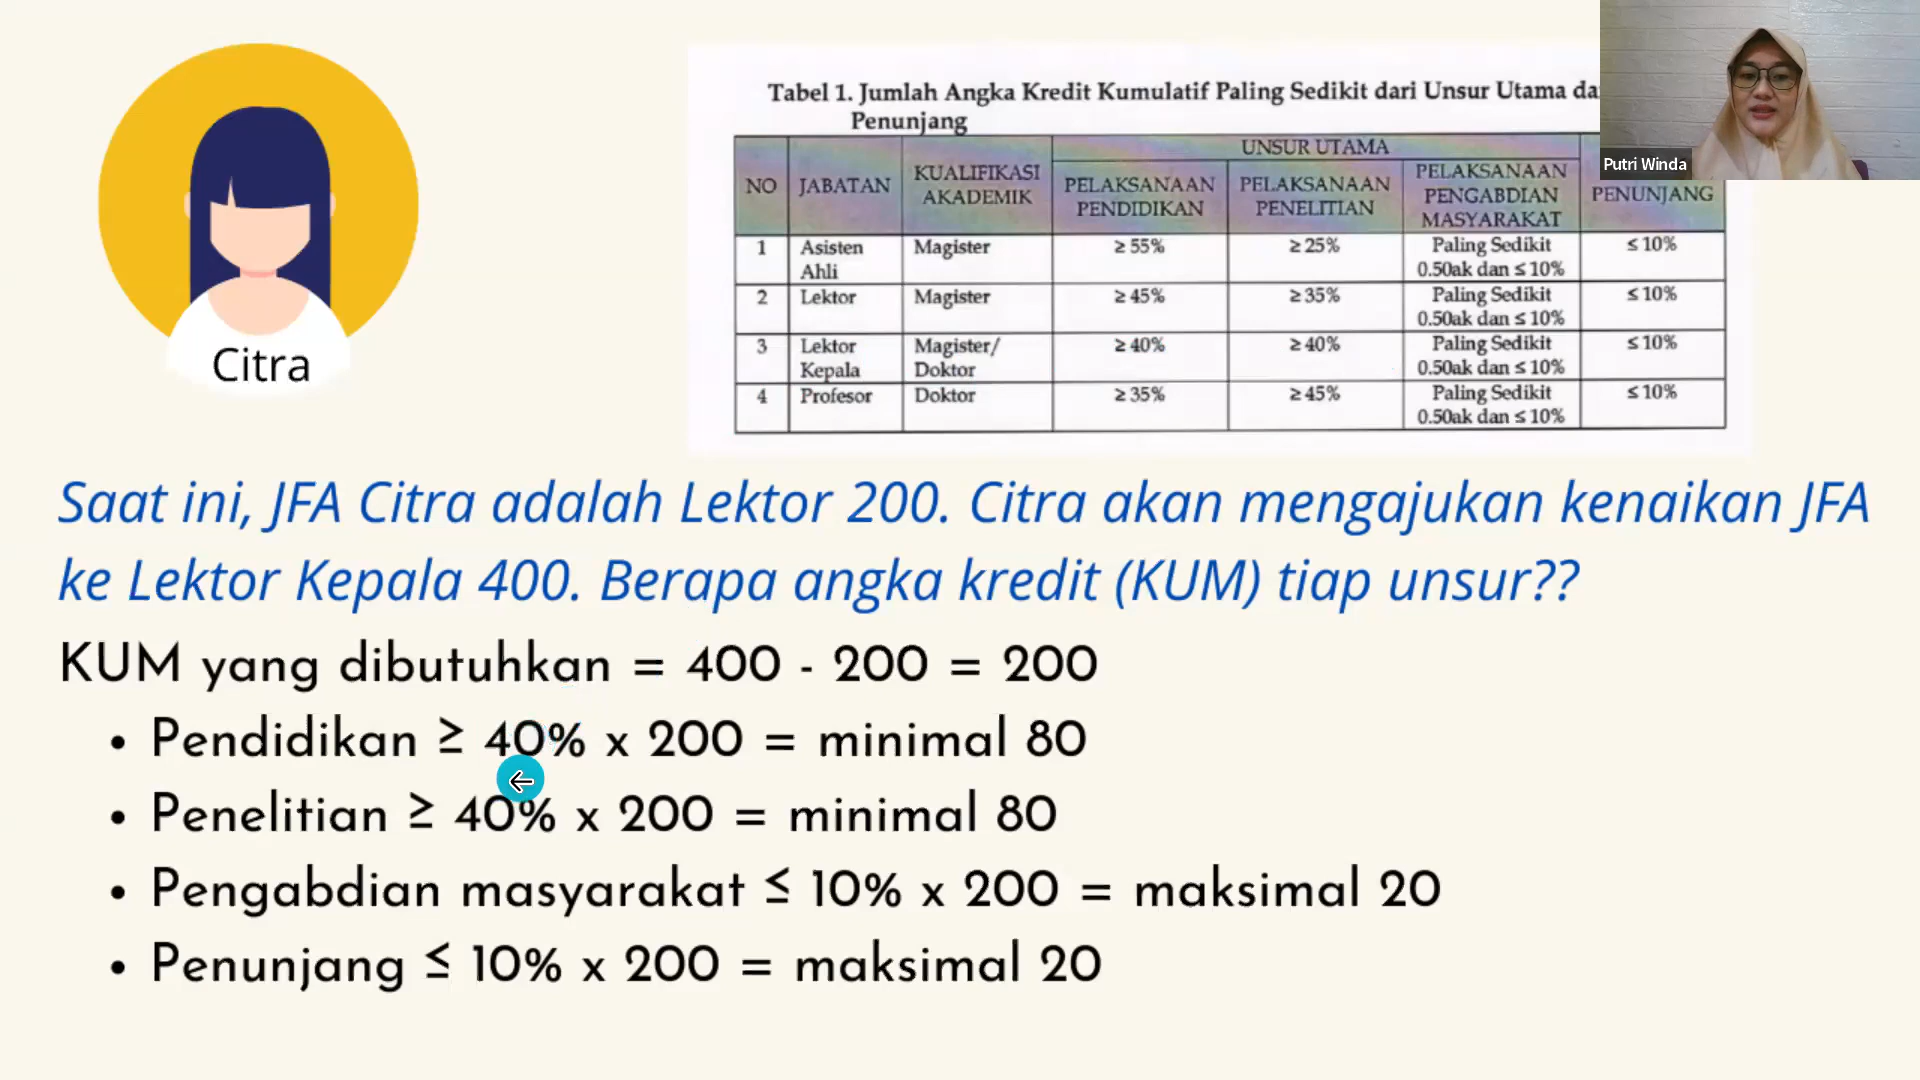 Citra
Tabel 1. Jumlah Angka Kredit Kumulatif Paling Sedikit dari Unsur Utama da
Penunjang
NO JABATAN KUALIFIKASI AKADEMIK UNSUR UTAMA PENUNJANG
PELAKSANAAN PENDIDIKAN PELAKSANAAN PENELITIAN PELAKSANAAN PENGABDIAN MASYARAKAT
1 Asisten Ahli Magister ≥ 55% ≥ 25% Paling Sedikit 0.50ak dan ≤ 10% ≤ 10%
2 Lektor Magister ≥ 45% ≥ 35% Paling Sedikit 0.50ak dan ≤ 10% ≤ 10%
3 Lektor Kepala Magister/ Doktor ≥ 40% ≥ 40% Paling Sedikit 0.50ak dan ≤ 10% ≤ 10%
4 Profesor Doktor ≥ 35% ≥ 45% Paling Sedikit 0.50ak dan ≤ 10% ≤ 10%
Putri Winda
Saat ini, JFA Citra adalah Lektor 200. Citra akan mengajukan kenaikan JFA
ke Lektor Kepala 400. Berapa angka kredit (KUM) tiap unsur??
KUM yang dibutuhkan = 400 - 200 = 200
• Pendidikan ≥ 40% x 200 = minimal 80
• Penelitian ≥ 40% x 200 = minimal 80
• Pengabdian masyarakat ≤ 10% x 200 = maksimal 20
• Penunjang ≤ 10% x 200 = maksimal 20